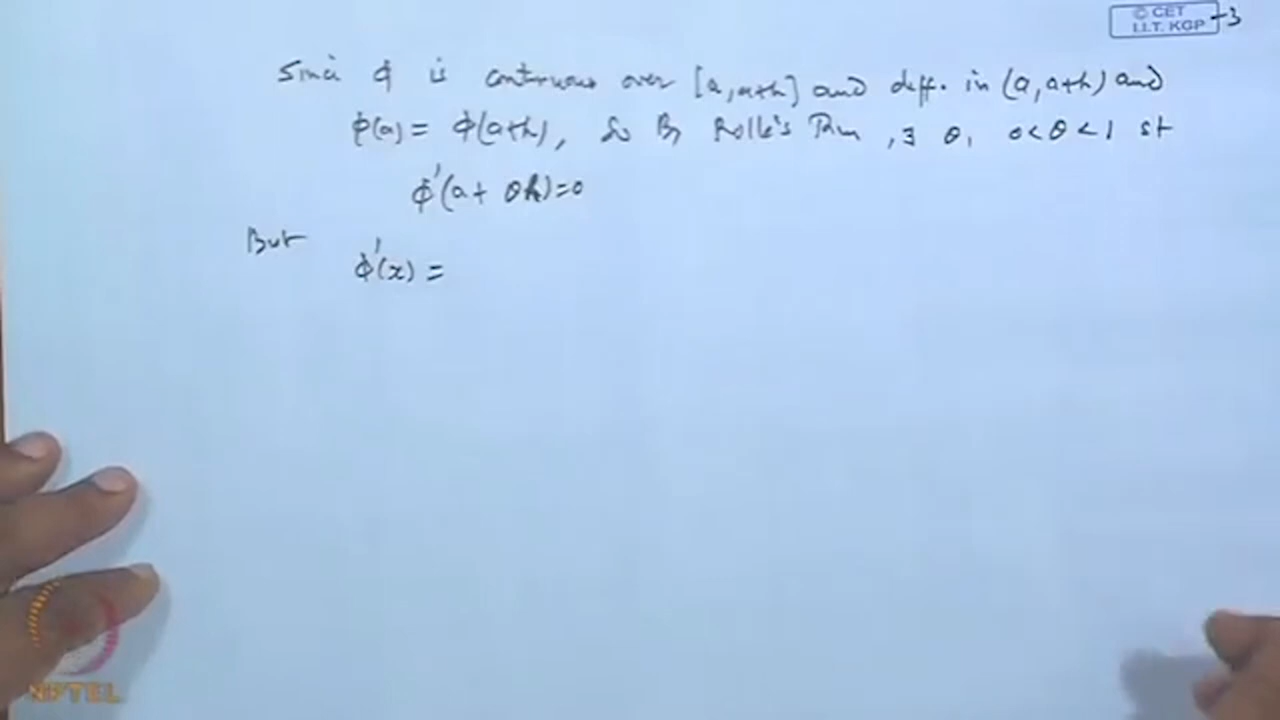 © CET
I.I.T. KGP -3
Since ϕ is continuous over [a, a+h] and diff. in (a, a+h) and
ϕ(a) = ϕ(a+h), So By Rolle's Thm, ∃ θ, 0<θ<1 st
ϕ'(a + θh)=0
But
ϕ'(x) =
NPTEL